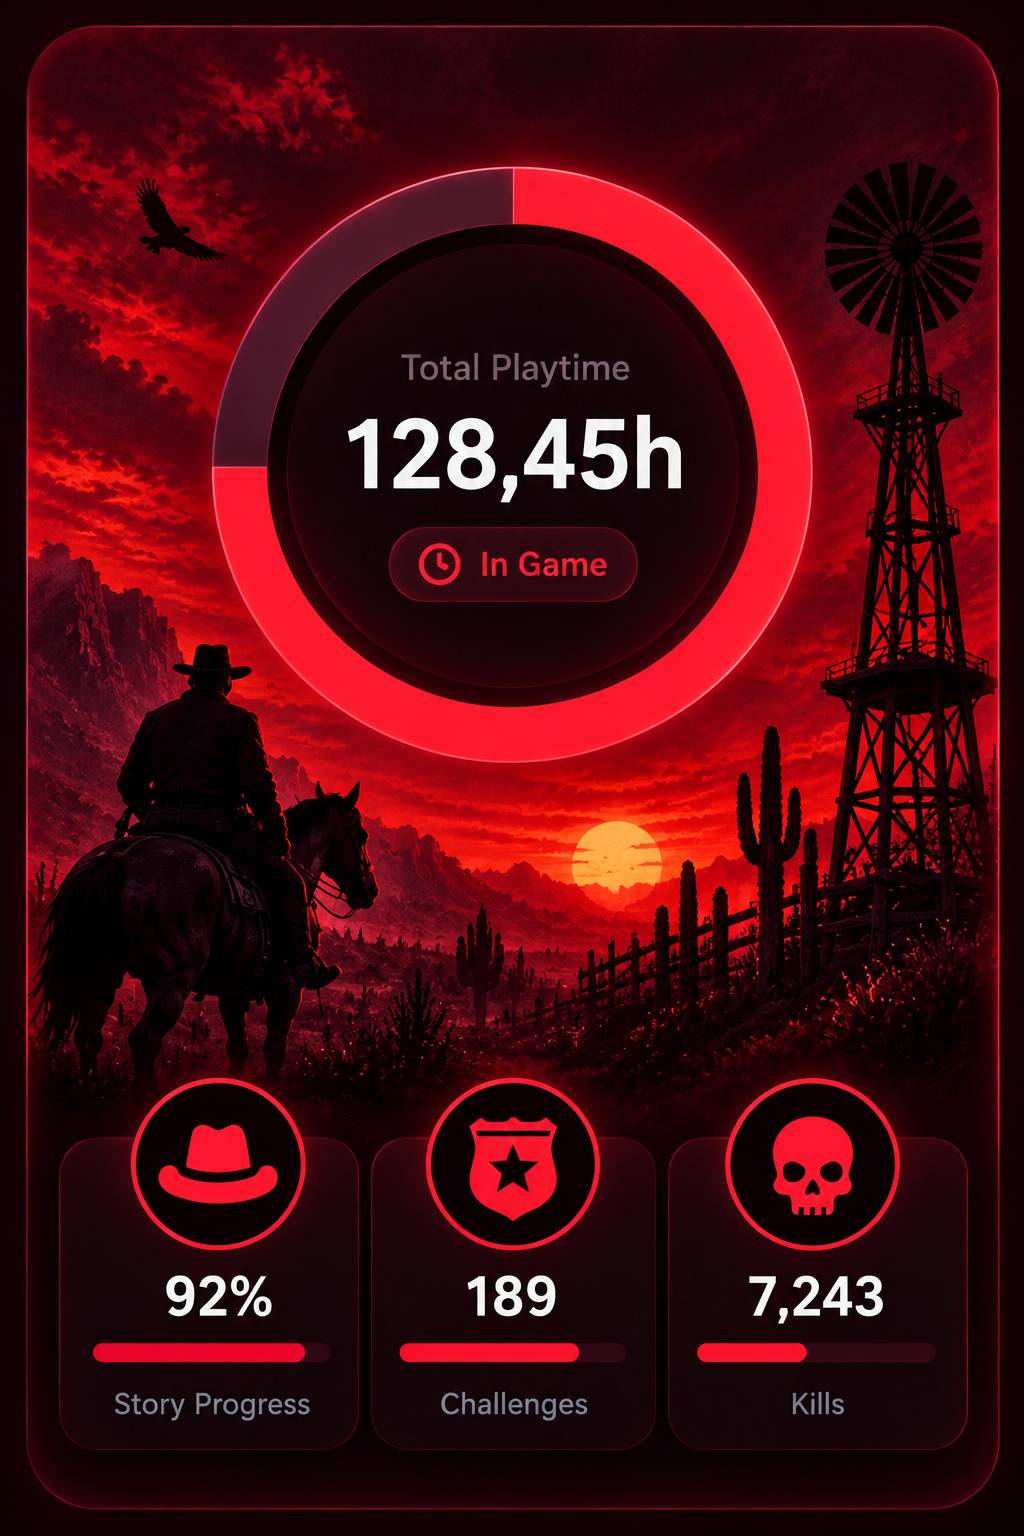 Total Playtime
128,45h
In Game
92%
189
7,243
Story Progress
Challenges
Kills